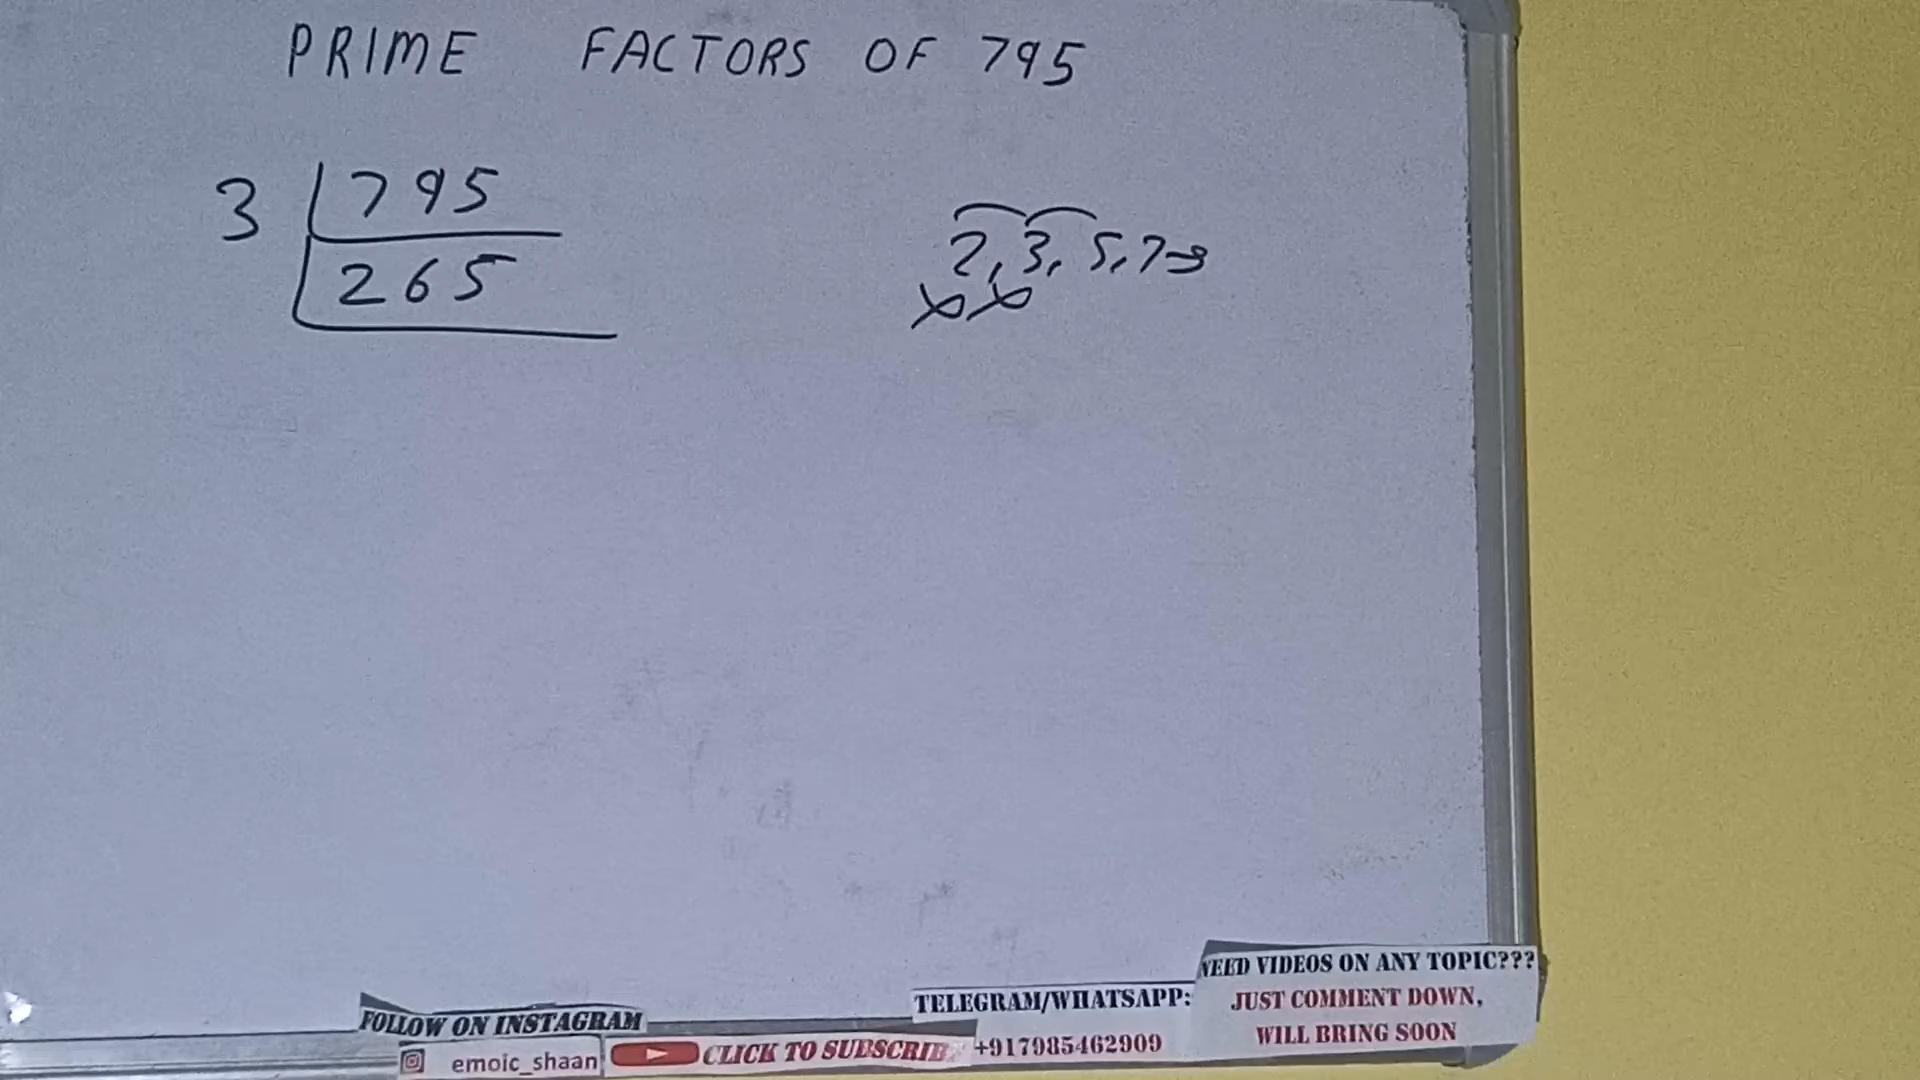 PRIME FACTORS OF 795
3 795
265
2, 3, 5, 7
FOLLOW ON INSTAGRAM
emoic_shaan
CLICK TO SUBSCRIB
TELEGRAM/WHATSAPP:
+917985462909
NEED VIDEOS ON ANY TOPIC???
JUST COMMENT DOWN,
WILL BRING SOON